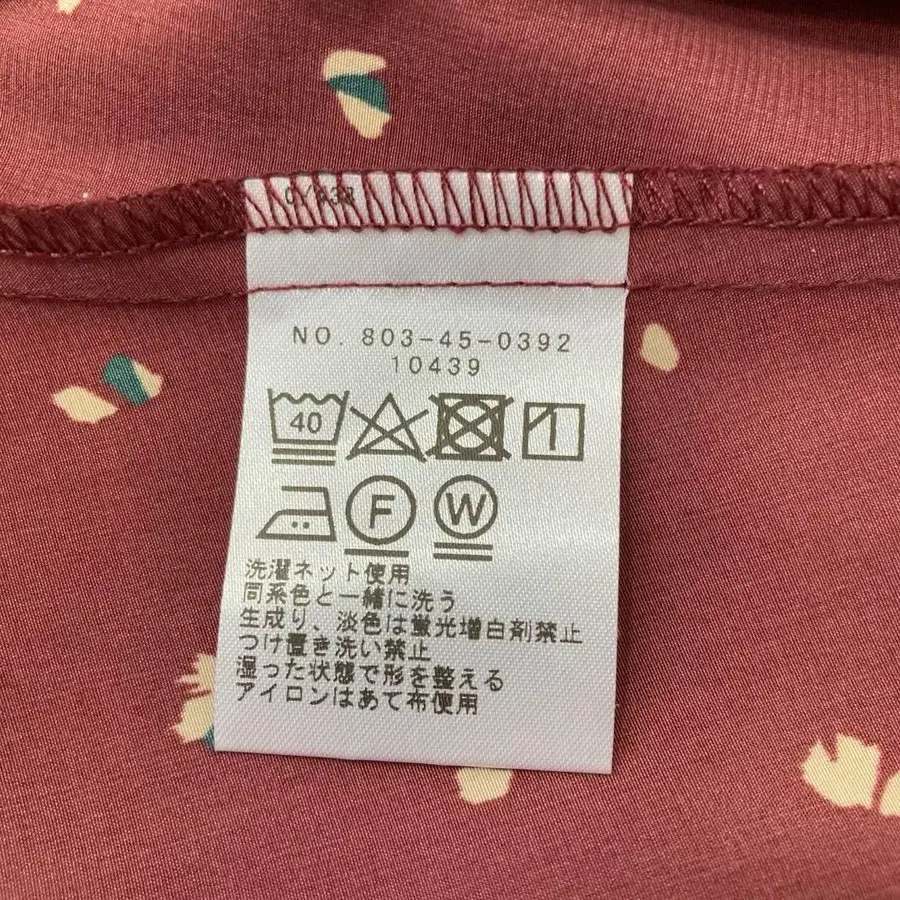 NO. 803-45-0392
10439
40
F W
洗濯ネット使用
同系色と一緒に洗う
生成り、淡色は蛍光増白剤禁止
つけ置き洗い禁止
湿った状態で形を整える
アイロンはあて布使用